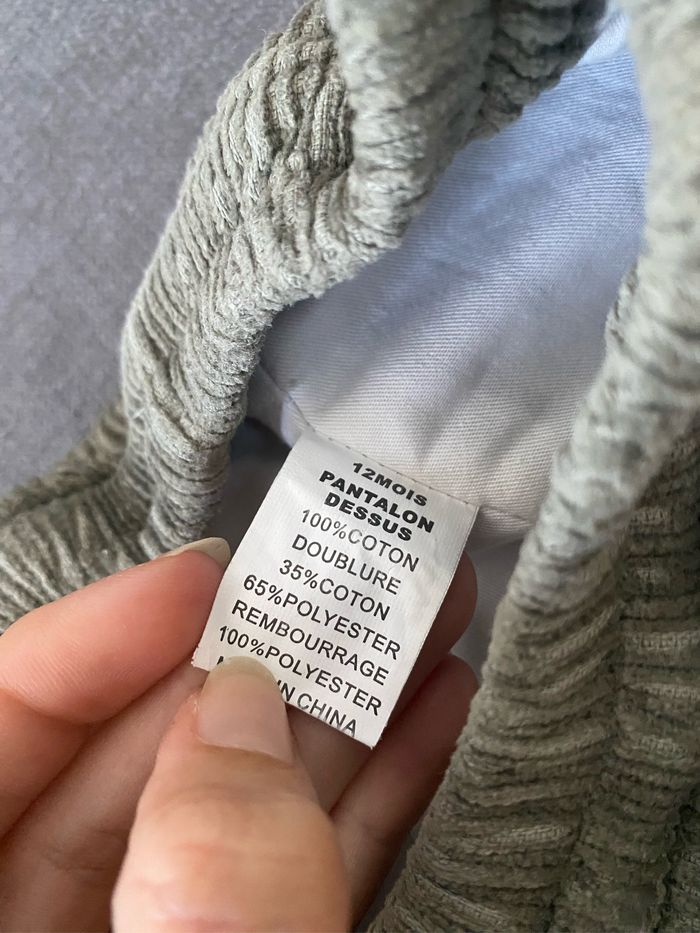 12MOIS
PANTALON
DESSUS
100%COTON
DOUBLURE
35%COTON
65%POLYESTER
REMBOURRAGE
100%POLYESTER
IN CHINA